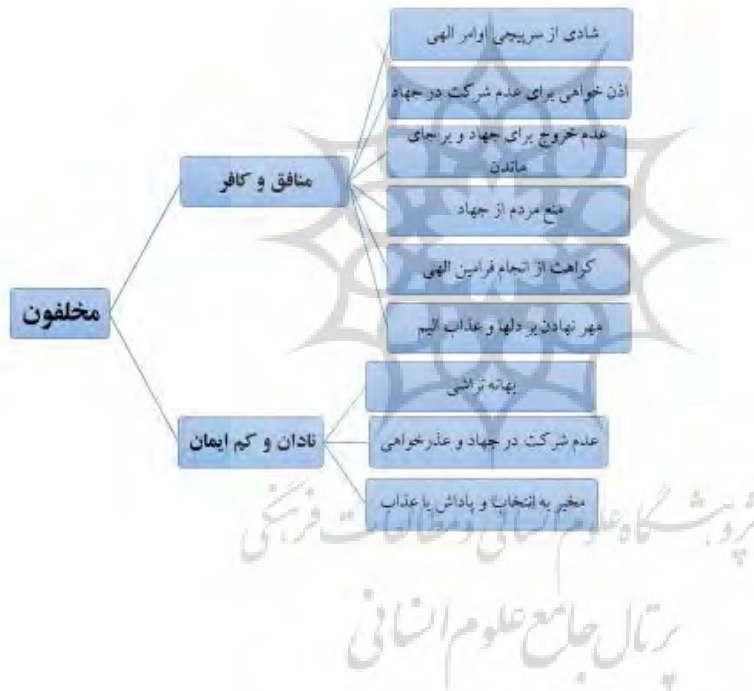 مخلفون
منافق و کافر
شادی از سرپیچی اوامر الهی
اذن خواهی برای عدم شرکت در جهاد
عدم خروج برای جهاد و بر جای
ماندن
منع مردم از جهاد
کراهت از انجام فرامین الهی
مهر نهادن بر دلها و عذاب الیم
نادان و کم ایمان
بهانه تراشی
عدم شرکت در جهاد و عذرخواهی
مخیر به انتخاب و پاداش یا عذاب
پژوهشگاه علوم انسانی و مطالعات فرهنگی
پرتال جامع علوم انسانی